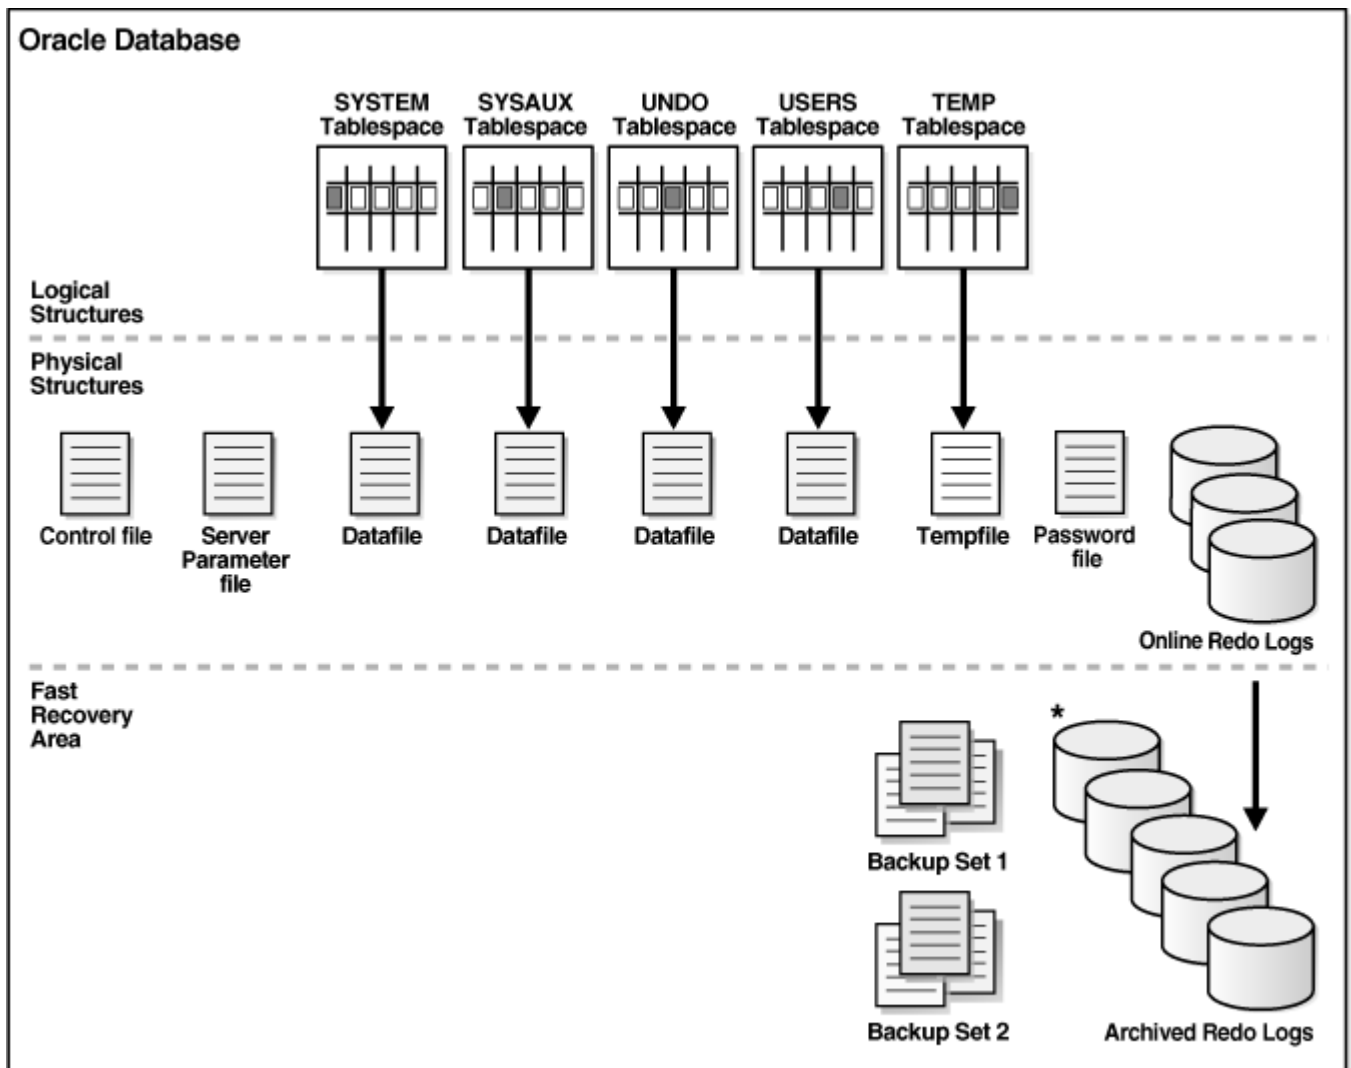 Oracle Database
SYSTEM
Tablespace
SYSAUX
Tablespace
UNDO
Tablespace
USERS
Tablespace
TEMP
Tablespace
Logical
Structures
Physical
Structures
Control file
Server
Parameter
file
Datafile
Datafile
Datafile
Datafile
Tempfile
Password
file
Online Redo Logs
Fast
Recovery
Area
*
Backup Set 1
Backup Set 2
Archived Redo Logs